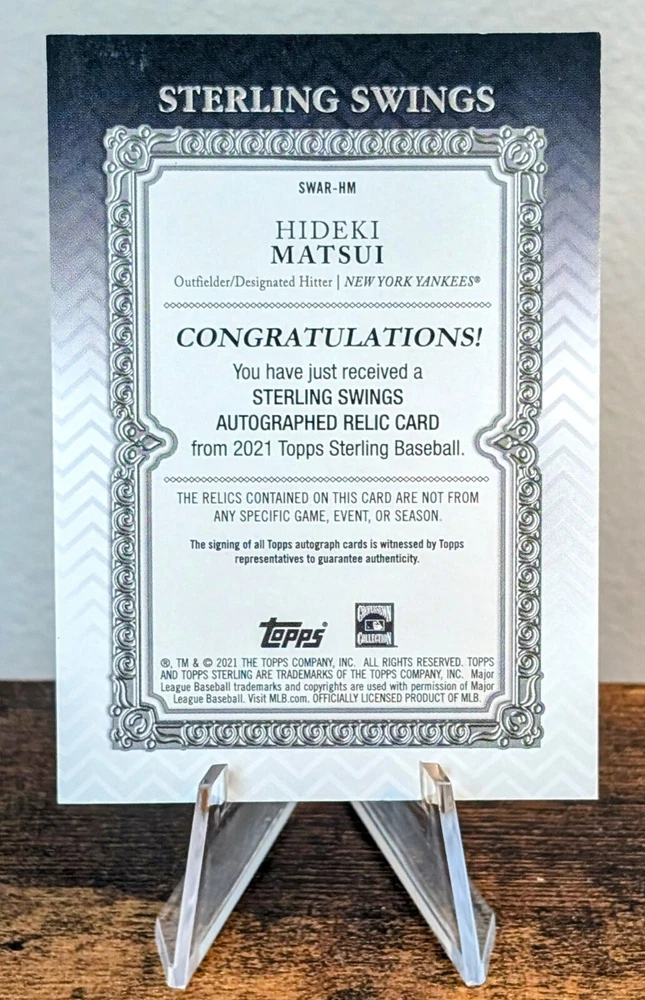 STERLING SWINGS
SWAR-HM
HIDEKI
MATSUI
Outfielder/Designated Hitter | NEW YORK YANKEES®
CONGRATULATIONS!
You have just received a
STERLING SWINGS
AUTOGRAPHED RELIC CARD
from 2021 Topps Sterling Baseball.
THE RELICS CONTAINED ON THIS CARD ARE NOT FROM
ANY SPECIFIC GAME, EVENT, OR SEASON.
The signing of all Topps autograph cards is witnessed by Topps
representatives to guarantee authenticity.
topps
COOPERSTOWN
COLLECTION
®, TM & © 2021 THE TOPPS COMPANY, INC. ALL RIGHTS RESERVED. TOPPS
AND TOPPS STERLING ARE TRADEMARKS OF THE TOPPS COMPANY, INC. Major
League Baseball trademarks and copyrights are used with permission of Major
League Baseball. Visit MLB.com. OFFICIALLY LICENSED PRODUCT OF MLB.